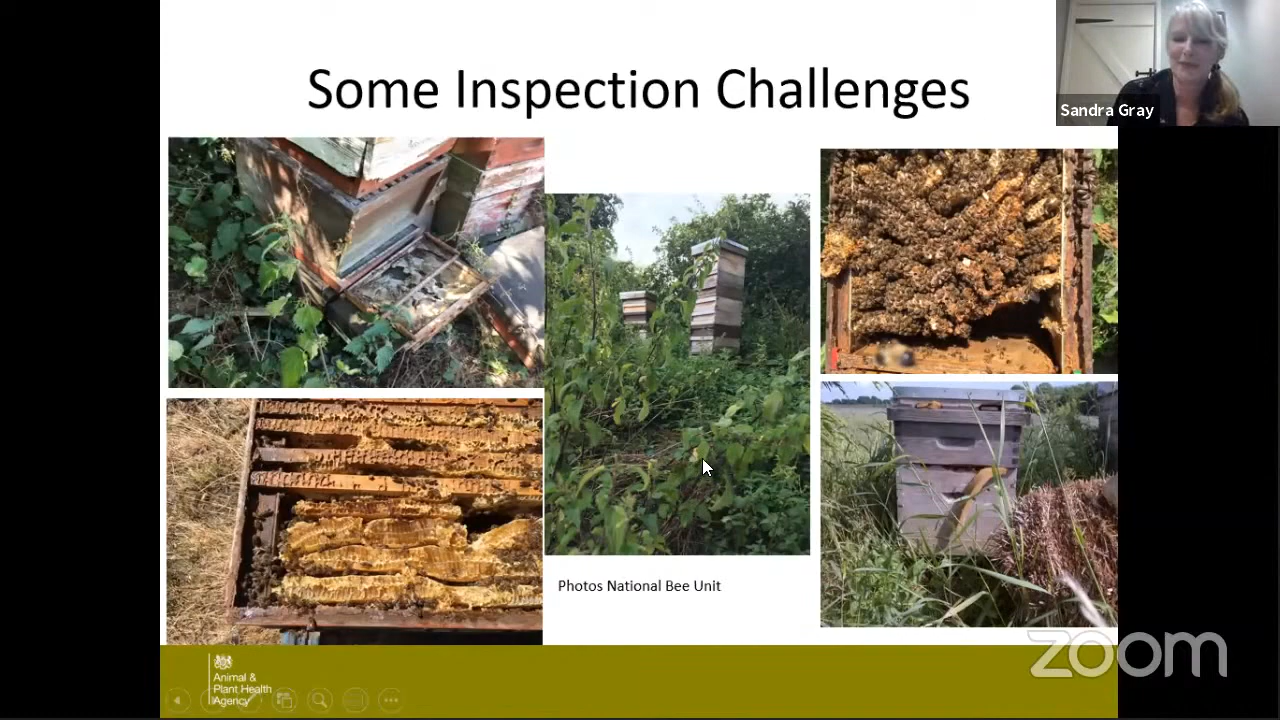 Some Inspection Challenges
Sandra Gray
Photos National Bee Unit
Animal &
Plant Health
Agency
zoom